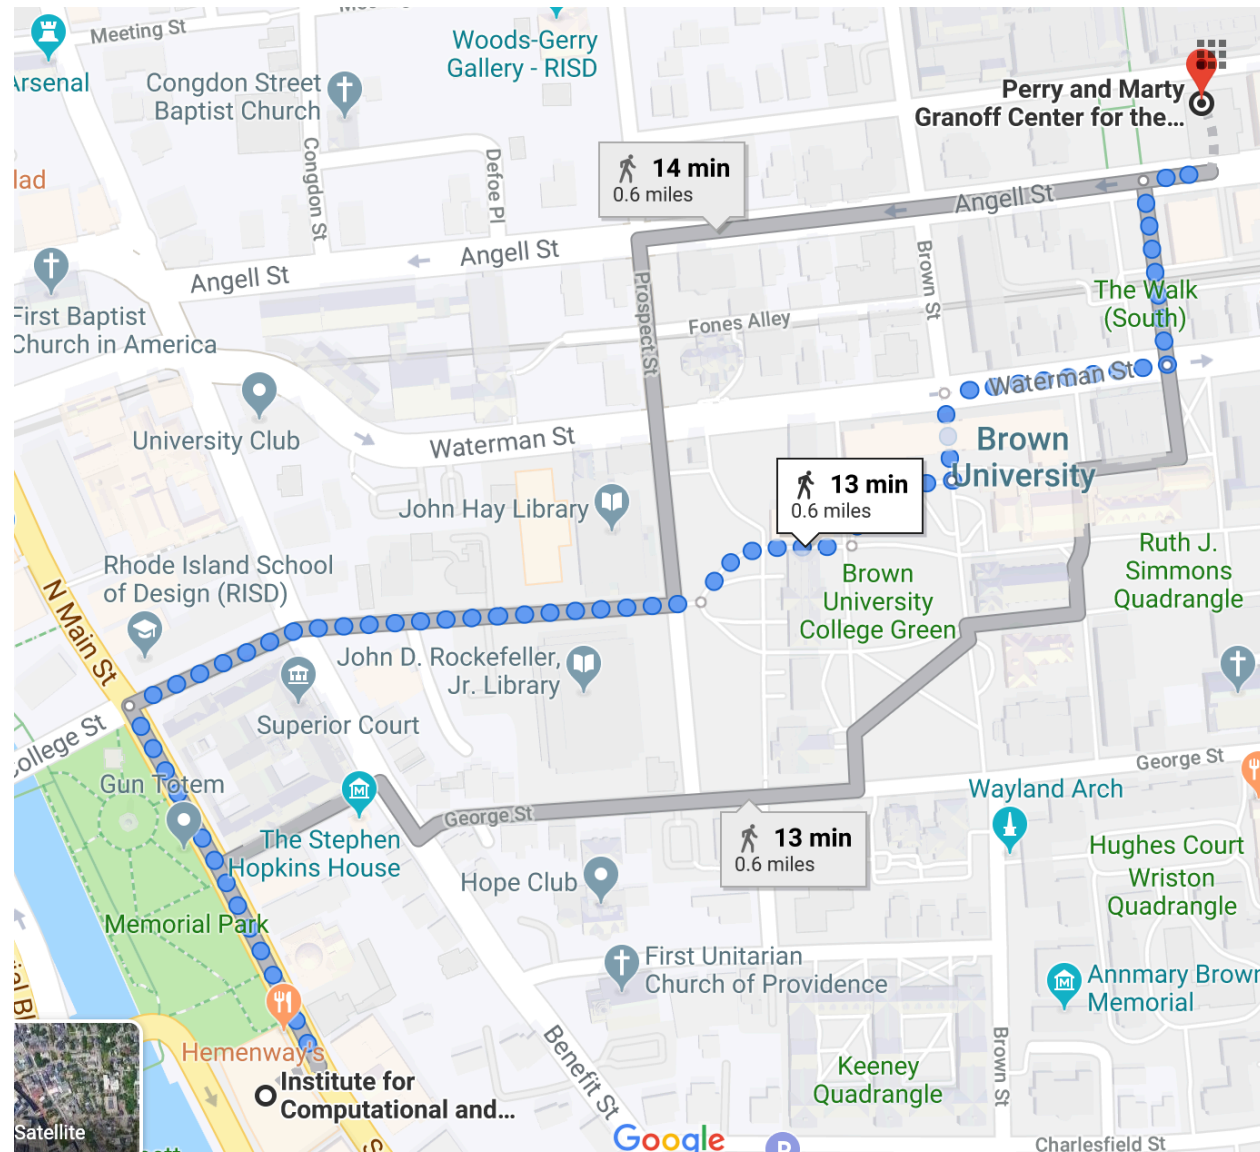 Meeting St
Woods-Gerry
Gallery - RISD
Arsenal
Congdon Street
Baptist Church
Perry and Marty
Granoff Center for the...
14 min
0.6 miles
Congdon St
Defoe Pl
Angell St
Angell St
Angell St
Brown St
First Baptist
Church in America
Prospect St
Fones Alley
The Walk
(South)
University Club
Waterman St
Waterman St
Brown
University
13 min
0.6 miles
John Hay Library
Rhode Island School
of Design (RISD)
N Main St
Brown
University
College Green
Ruth J.
Simmons
Quadrangle
John D. Rockefeller,
Jr. Library
Superior Court
College St
Gun Totem
George St
George St
Wayland Arch
The Stephen
Hopkins House
13 min
0.6 miles
Hughes Court
Wriston
Quadrangle
Hope Club
Memorial Park
First Unitarian
Church of Providence
Annmary Brown
Memorial
Hemenway's
Institute for
Computational and...
Benefit St
Keeney
Quadrangle
Brown St
Satellite
Google
Charlesfield St